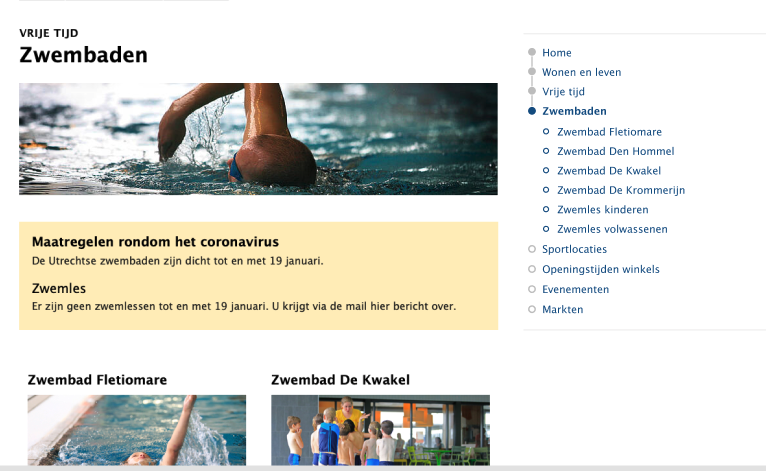 VRIJE TIJD
Zwembaden
Maatregelen rondom het coronavirus
De Utrechtse zwembaden zijn dicht tot en met 19 januari.
Zwemles
Er zijn geen zwemlessen tot en met 19 januari. U krijgt via de mail hier bericht over.
Zwembad Fletiomare
Zwembad De Kwakel
Home
Wonen en leven
Vrije tijd
Zwembaden
Zwembad Fletiomare
Zwembad Den Hommel
Zwembad De Kwakel
Zwembad De Krommerijn
Zwemles kinderen
Zwemles volwassenen
Sportlocaties
Openingstijden winkels
Evenementen
Markten